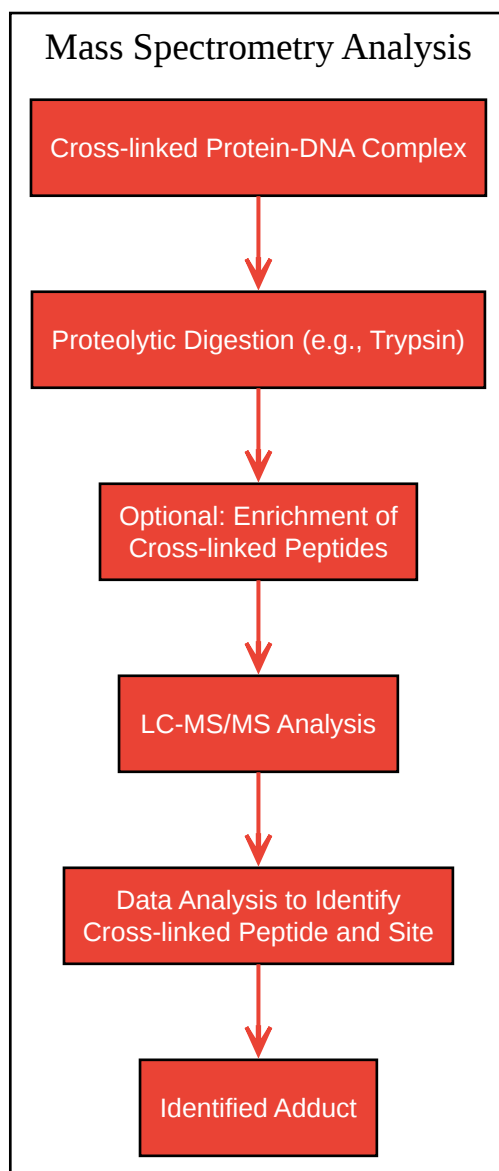 Mass Spectrometry Analysis
Cross-linked Protein-DNA Complex
Proteolytic Digestion (e.g., Trypsin)
Optional: Enrichment of
Cross-linked Peptides
LC-MS/MS Analysis
Data Analysis to Identify
Cross-linked Peptide and Site
Identified Adduct